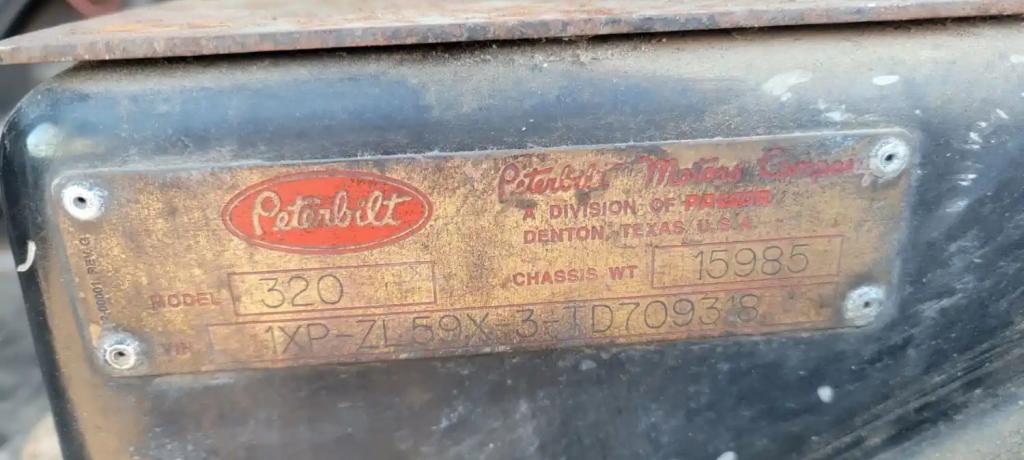 Peterbilt
Peterbilt Motors Company
A DIVISION OF PACCAR
DENTON, TEXAS U.S.A.
MODEL 320
CHASSIS WT 15985
VIN 1XP-ZL59X-3-TD709318
REV.G